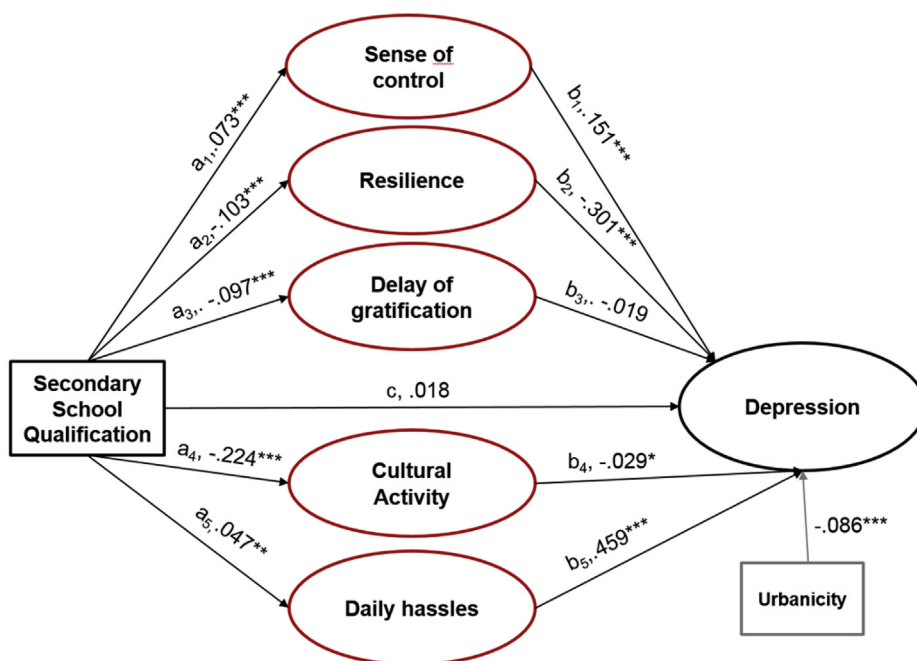 Sense of
control
a1,.073***
b1,.151***
Resilience
a2,-.103***
b2, -.301***
Delay of
gratification
a3,. -.097***
b3,. -.019
Secondary
School
Qualification
c, .018
Depression
a4, -.224***
Cultural
Activity
b4, -.029*
a5,.047**
Daily hassles
b5,.459***
-.086***
Urbanicity